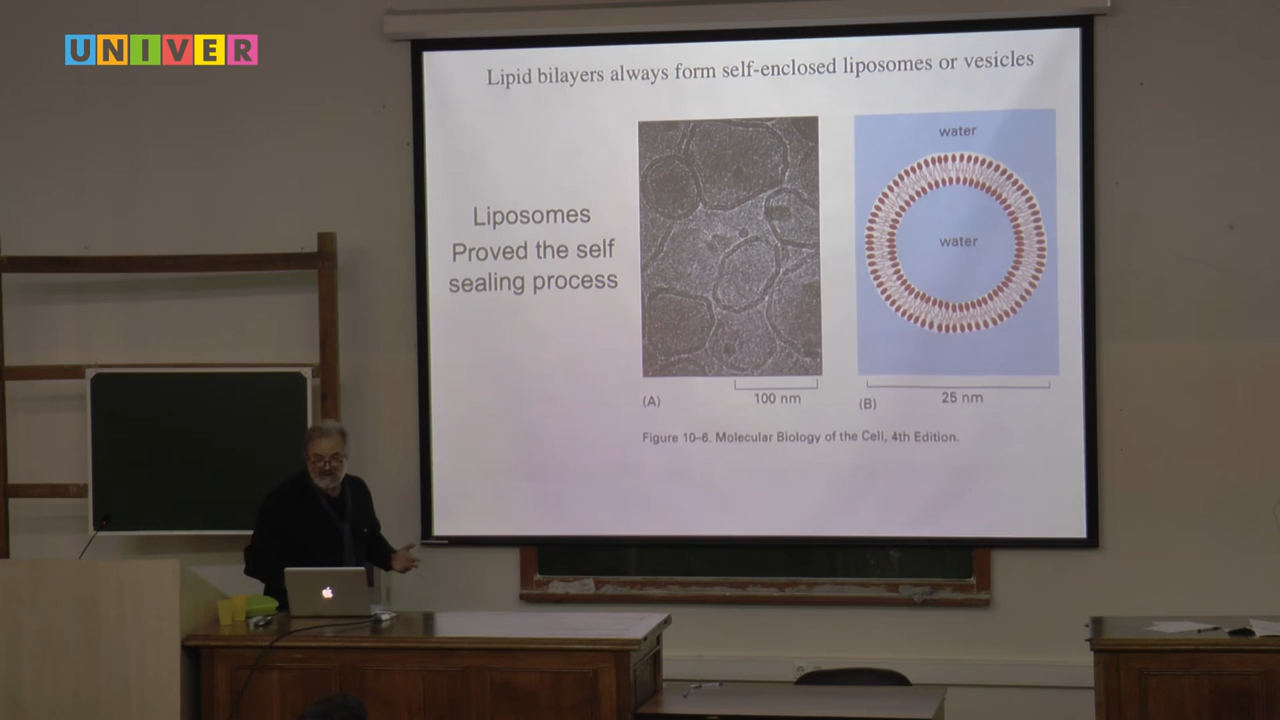 UNIVER
Lipid bilayers always form self-enclosed liposomes or vesicles
Liposomes
Proved the self
sealing process
water
water
100 nm
25 nm
(A)
(B)
Figure 10–6. Molecular Biology of the Cell, 4th Edition.